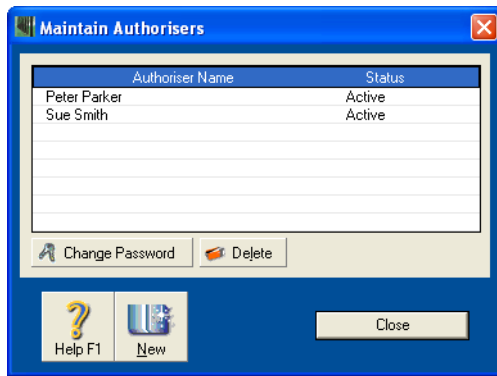 Maintain Authorisers
Authoriser Name Status
Peter Parker Active
Sue Smith Active
Change Password Delete
Help F1 New Close